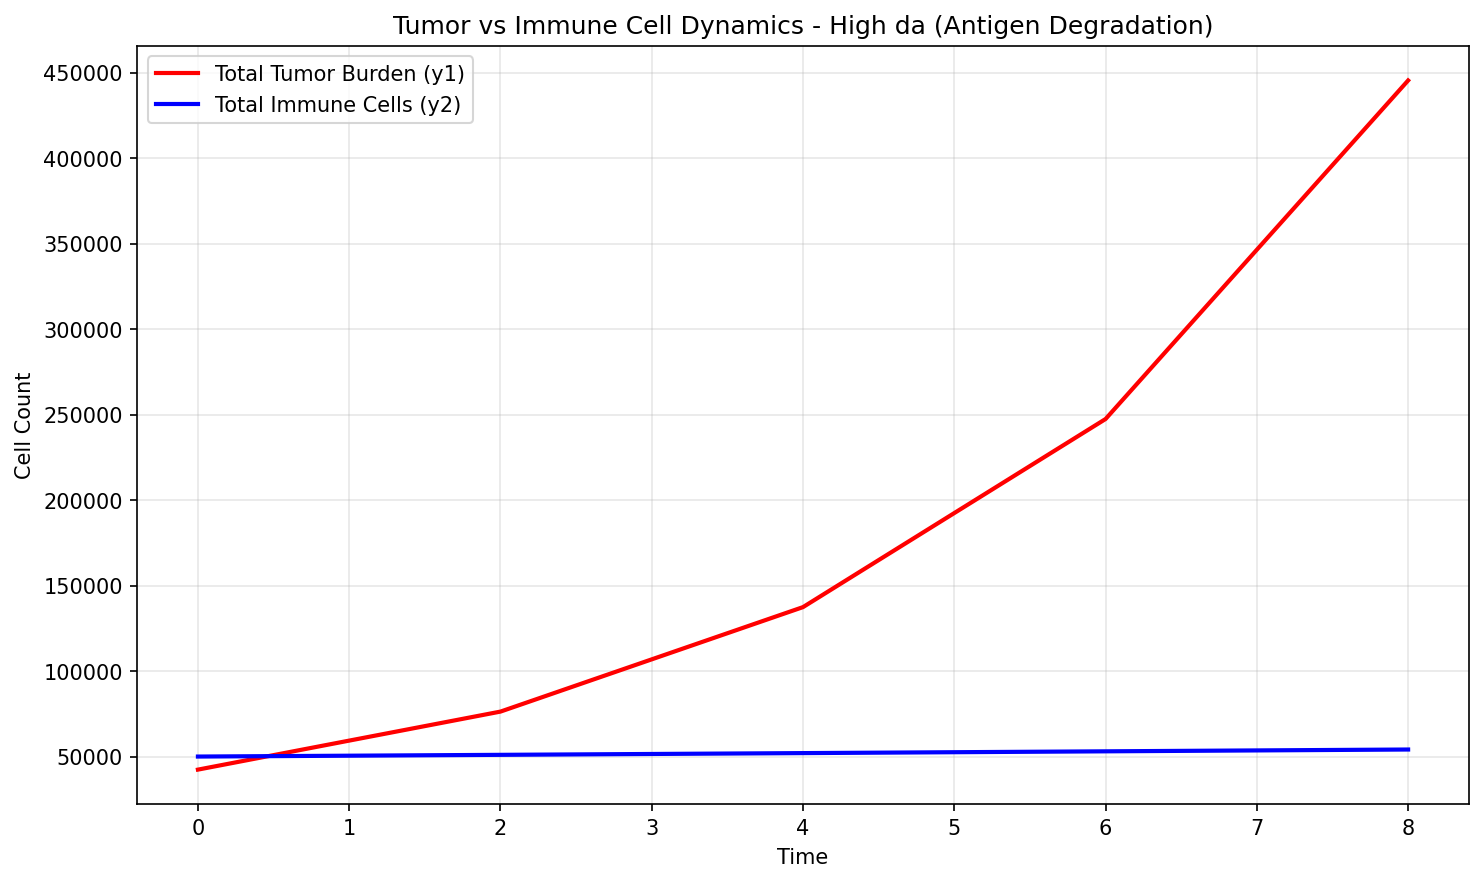 Tumor vs Immune Cell Dynamics - High da (Antigen Degradation)
Total Tumor Burden (y1)
Total Immune Cells (y2)
450000
400000
350000
300000
250000
200000
150000
100000
50000
Cell Count
0 1 2 3 4 5 6 7 8
Time